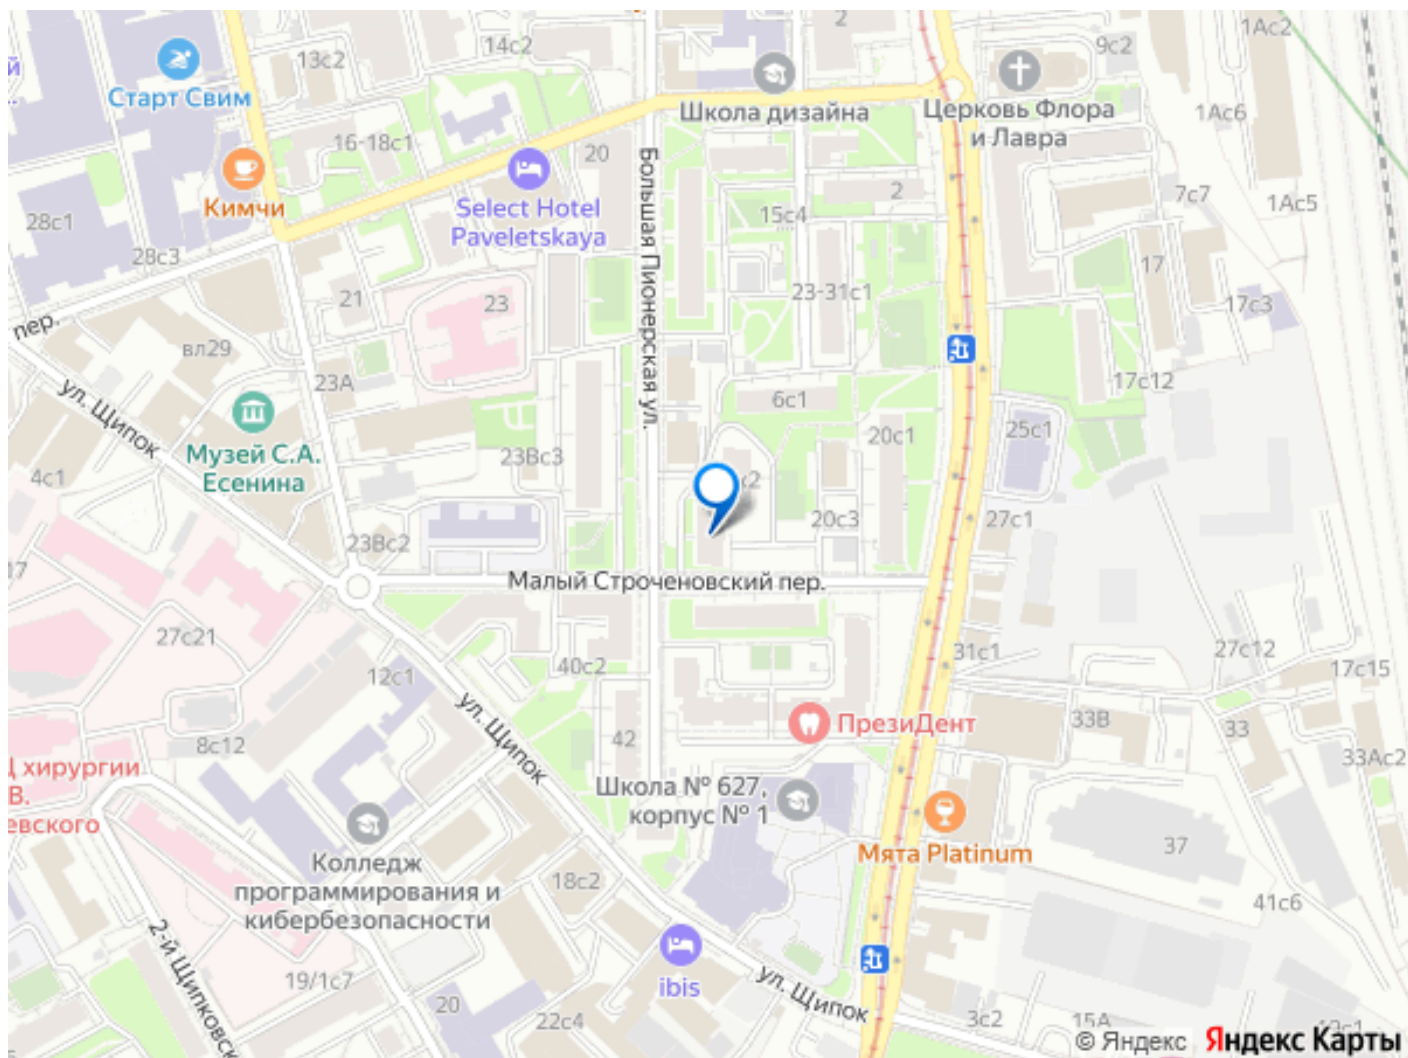 2
1Ас2
14с2
9с2
13с2
й
Старт Свим
Школа дизайна
Церковь Флора
и Лавра
1Ас6
16-18с1
20
Кимчи
Select Hotel
Paveletskaya
Большая Пионерская ул.
2
15с4
7с7
1Ас5
28с1
28с3
17
21
23
23-31с1
17с3
пер.
вл29
ул. Щипок
23А
17с12
6с1
Музей С.А.
Есенина
20с1
25с1
4с1
23Вс3
20с3
27с1
23Вс2
17
Малый Строченовский пер.
27с21
40с2
31с1
27с12
17с15
12с1
ул. Щипок
ПрезиДент
33В
33
8с12
42
33Ас2
хирургии
В.
евского
Школа № 627,
корпус № 1
37
Мята Platinum
Колледж
программирования и
кибербезопасности
18с2
41с6
2-й Щипковск
ibis
ул. Щипок
19/1с7
20
22с4
3с2
15А
© Яндекс
Яндекс Карты